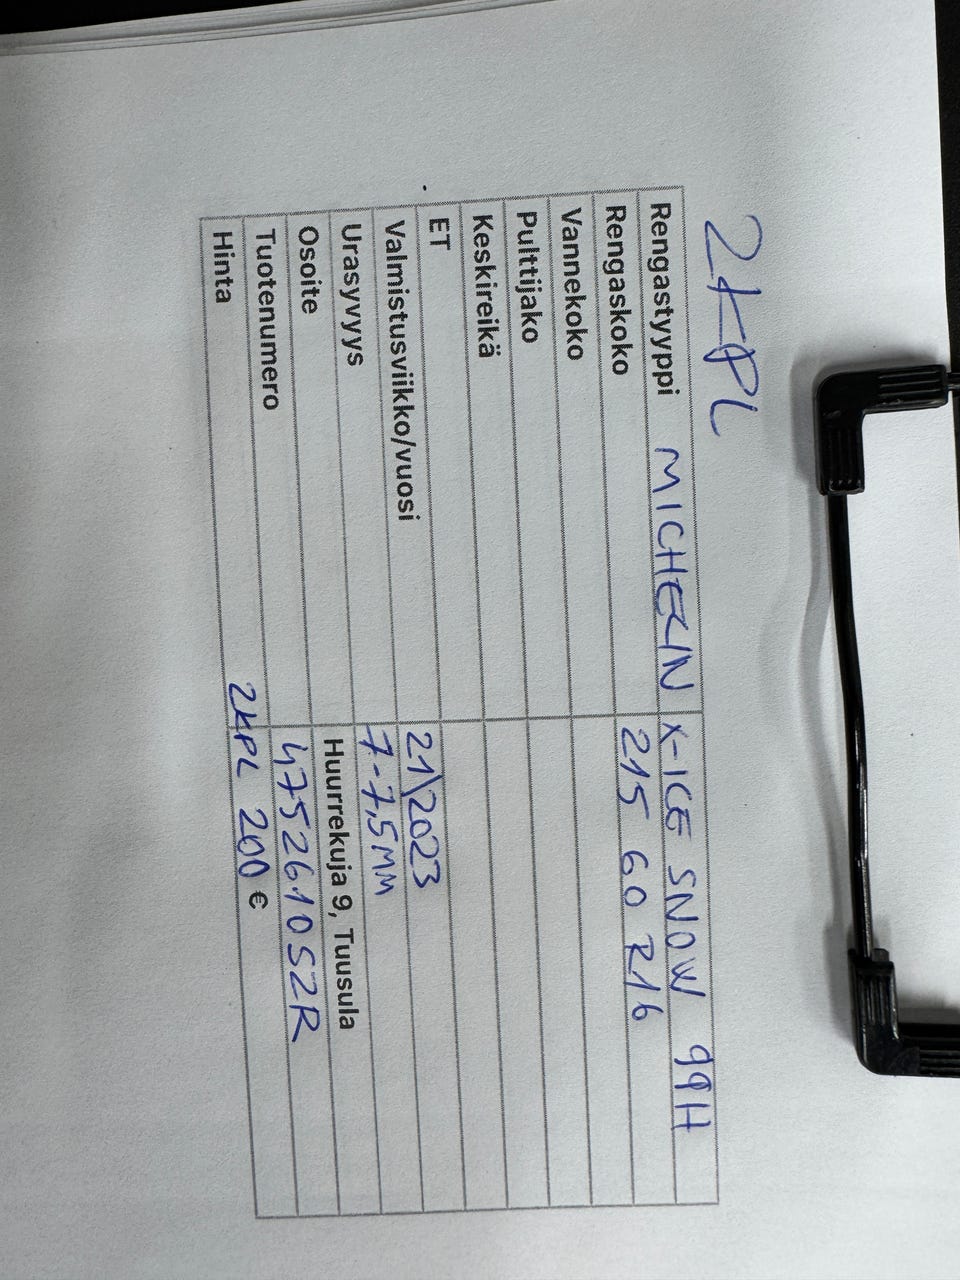 2KPL
Rengastyyppi MICHELIN X-ICE SNOW 99H
Rengaskoko 215 60 R16
Vannekoko
Pulttijako
Keskireikä
ET
Valmistusviikko/vuosi 21\2023
Urasyvyys 7-7,5MM
Osoite Huurrekuja 9, Tuusula
Tuotenumero 47526105ZR
Hinta 2KPL 200 €